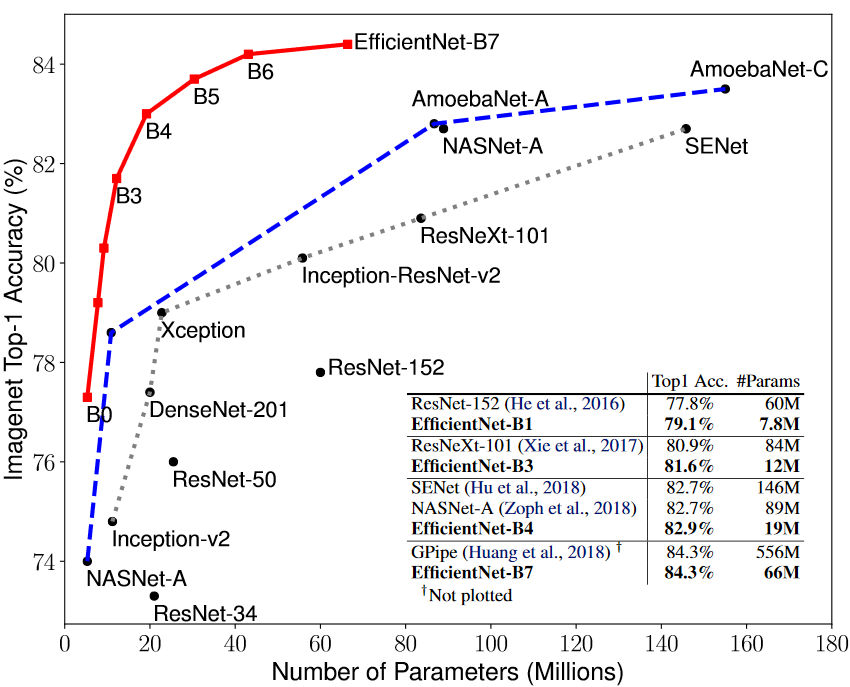 EfficientNet-B7
84
AmoebaNet-C
B6
B5
AmoebaNet-A
B4
NASNet-A
SENet
82
B3
ResNeXt-101
80
Inception-ResNet-v2
Xception
78
ResNet-152
B0
DenseNet-201
76
ResNet-50
Inception-v2
74
NASNet-A
ResNet-34
Imagenet Top-1 Accuracy (%)
Top1 Acc. #Params
ResNet-152 (He et al., 2016) 77.8% 60M
EfficientNet-B1 79.1% 7.8M
ResNeXt-101 (Xie et al., 2017) 80.9% 84M
EfficientNet-B3 81.6% 12M
SENet (Hu et al., 2018) 82.7% 146M
NASNet-A (Zoph et al., 2018) 82.7% 89M
EfficientNet-B4 82.9% 19M
GPipe (Huang et al., 2018) † 84.3% 556M
EfficientNet-B7 84.3% 66M
†Not plotted
0 20 40 60 80 100 120 140 160 180
Number of Parameters (Millions)